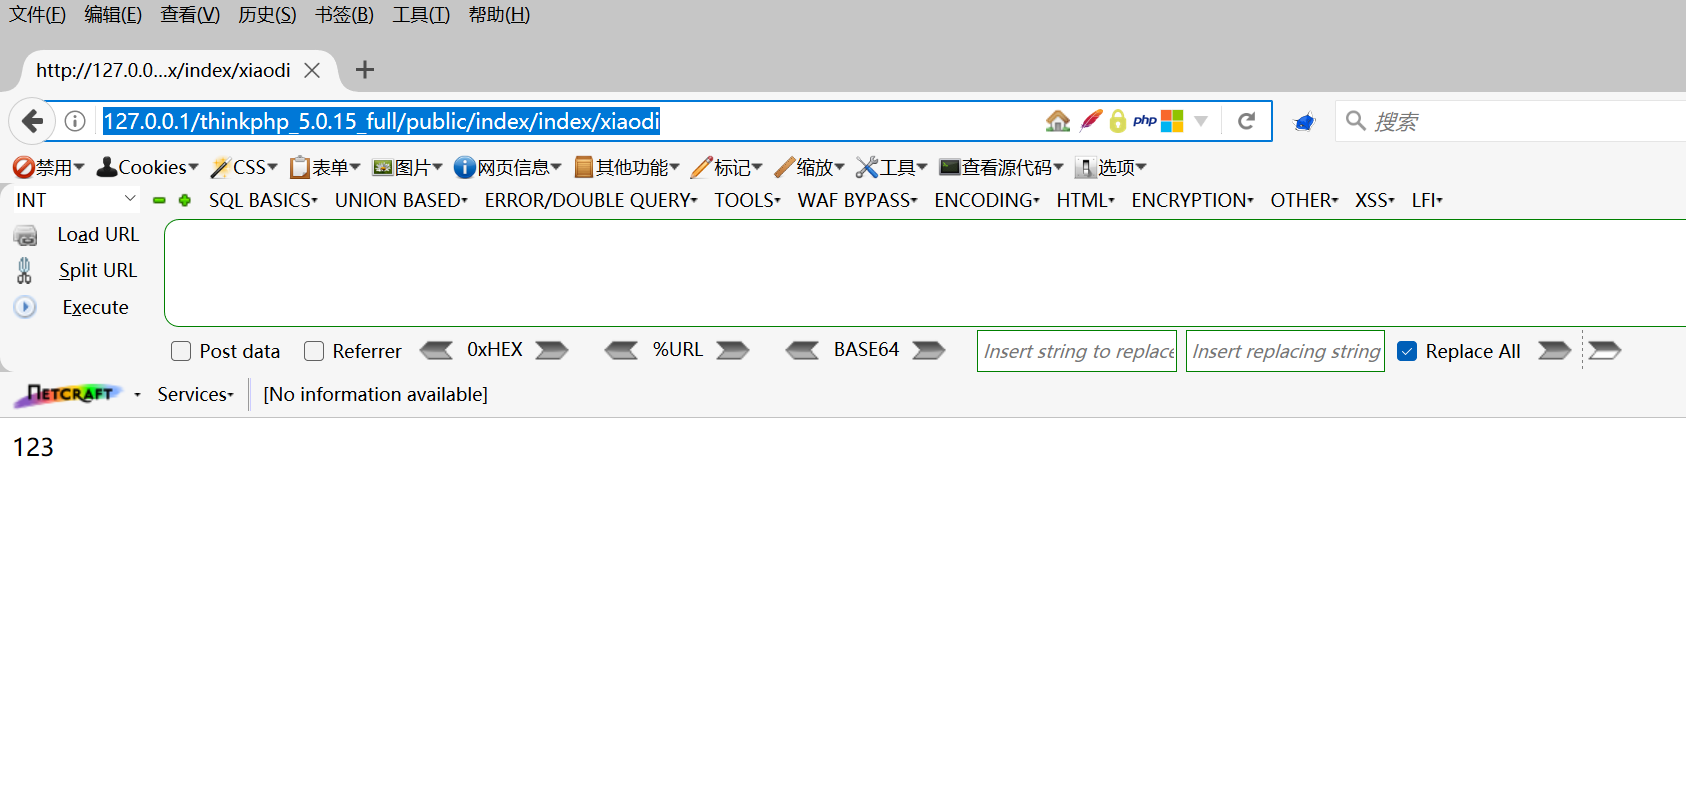 文件(F) 编辑(E) 查看(V) 历史(S) 书签(B) 工具(T) 帮助(H)
http://127.0.0...x/index/xiaodi
127.0.0.1/thinkphp_5.0.15_full/public/index/index/xiaodi php 搜索
禁用 Cookies CSS 表单 图片 网页信息 其他功能 标记 缩放 工具 查看源代码 选项
INT SQL BASICS UNION BASED ERROR/DOUBLE QUERY TOOLS WAF BYPASS ENCODING HTML ENCRYPTION OTHER XSS LFI
Load URL
Split URL
Execute
Post data Referrer 0xHEX %URL BASE64 Insert string to replace Insert replacing string Replace All
NETCRAFT Services [No information available]
123